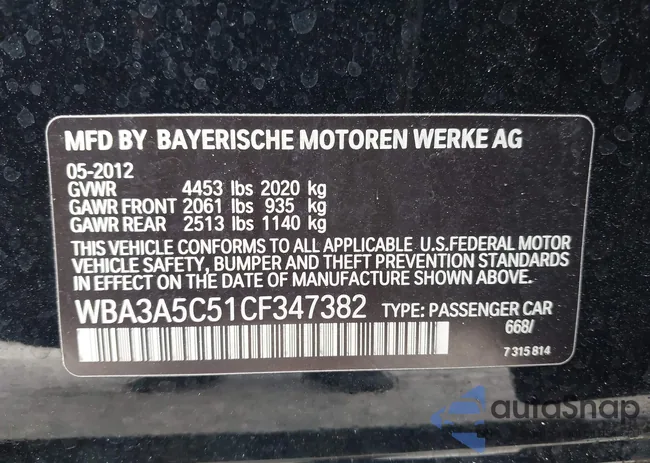 MFD BY BAYERISCHE MOTOREN WERKE AG
05-2012
GVWR 4453 lbs 2020 kg
GAWR FRONT 2061 lbs 935 kg
GAWR REAR 2513 lbs 1140 kg
THIS VEHICLE CONFORMS TO ALL APPLICABLE U.S.FEDERAL MOTOR
VEHICLE SAFETY, BUMPER AND THEFT PREVENTION STANDARDS
IN EFFECT ON THE DATE OF MANUFACTURE SHOWN ABOVE.
WBA3A5C51CF347382 TYPE: PASSENGER CAR
668/
7 315 814
autoSnap